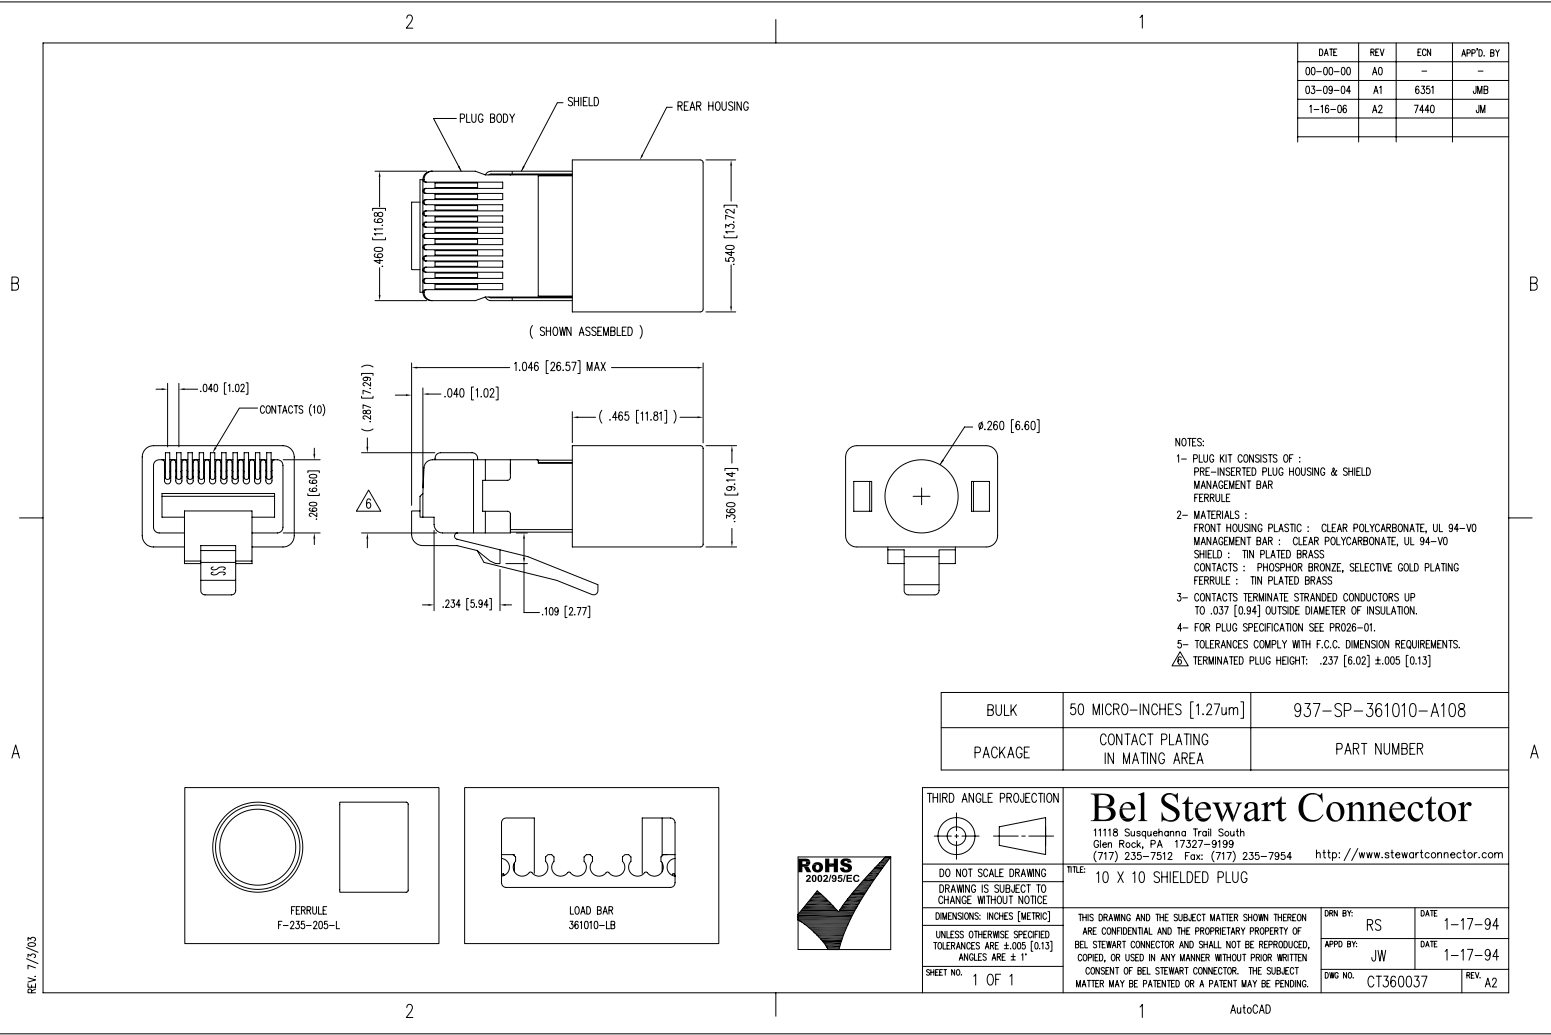 2
1
DATE REV ECN APP'D. BY
00-00-00 A0 - -
03-09-04 A1 6351 JMB
1-16-06 A2 7440 JM
SHIELD
REAR HOUSING
PLUG BODY
.460 [11.68]
.540 [13.72]
B
B
( SHOWN ASSEMBLED )
1.046 [26.57] MAX
.040 [1.02]
( .287 [7.29] )
.040 [1.02]
CONTACTS (10)
( .465 [11.81] )
⌀.260 [6.60]
.260 [6.60]
6
.360 [9.14]
SS
.234 [5.94]
.109 [2.77]
NOTES:
1- PLUG KIT CONSISTS OF :
PRE-INSERTED PLUG HOUSING & SHIELD
MANAGEMENT BAR
FERRULE
2- MATERIALS :
FRONT HOUSING PLASTIC : CLEAR POLYCARBONATE, UL 94-V0
MANAGEMENT BAR : CLEAR POLYCARBONATE, UL 94-V0
SHIELD : TIN PLATED BRASS
CONTACTS : PHOSPHOR BRONZE, SELECTIVE GOLD PLATING
FERRULE : TIN PLATED BRASS
3- CONTACTS TERMINATE STRANDED CONDUCTORS UP
TO .037 [0.94] OUTSIDE DIAMETER OF INSULATION.
4- FOR PLUG SPECIFICATION SEE PR026-01.
5- TOLERANCES COMPLY WITH F.C.C. DIMENSION REQUIREMENTS.
6 TERMINATED PLUG HEIGHT: .237 [6.02] ±.005 [0.13]
BULK 50 MICRO-INCHES [1.27um] 937-SP-361010-A108
PACKAGE CONTACT PLATING IN MATING AREA PART NUMBER
A
A
FERRULE
F-235-205-L
LOAD BAR
361010-LB
RoHS
2002/95/EC
THIRD ANGLE PROJECTION
Bel Stewart Connector
11118 Susquehanna Trail South
Glen Rock, PA 17327-9199
(717) 235-7512 Fax: (717) 235-7954 http://www.stewartconnector.com
DO NOT SCALE DRAWING
DRAWING IS SUBJECT TO
CHANGE WITHOUT NOTICE
TITLE: 10 X 10 SHIELDED PLUG
DIMENSIONS: INCHES [METRIC]
UNLESS OTHERWISE SPECIFIED
TOLERANCES ARE ±.005 [0.13]
ANGLES ARE ± 1°
SHEET NO. 1 OF 1
THIS DRAWING AND THE SUBJECT MATTER SHOWN THEREON
ARE CONFIDENTIAL AND THE PROPRIETARY PROPERTY OF
BEL STEWART CONNECTOR AND SHALL NOT BE REPRODUCED,
COPIED, OR USED IN ANY MANNER WITHOUT PRIOR WRITTEN
CONSENT OF BEL STEWART CONNECTOR. THE SUBJECT
MATTER MAY BE PATENTED OR A PATENT MAY BE PENDING.
DRN BY: RS DATE 1-17-94
APPD BY: JW DATE 1-17-94
DWG NO. CT360037 REV. A2
REV. 7/3/03
2
1
AutoCAD